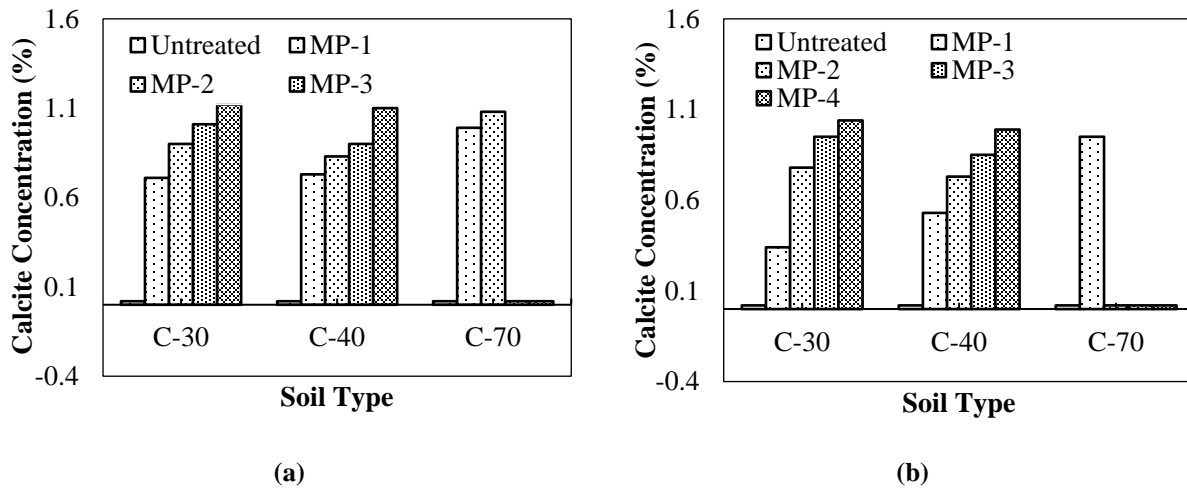 Calcite Concentration (%)
1.6
1.1
0.6
0.1
-0.4
Untreated MP-1
MP-2 MP-3
C-30 C-40 C-70
Soil Type
(a)
Calcite Concentration (%)
1.6
1.1
0.6
0.1
-0.4
Untreated MP-1
MP-2 MP-3
MP-4
C-30 C-40 C-70
Soil Type
(b)